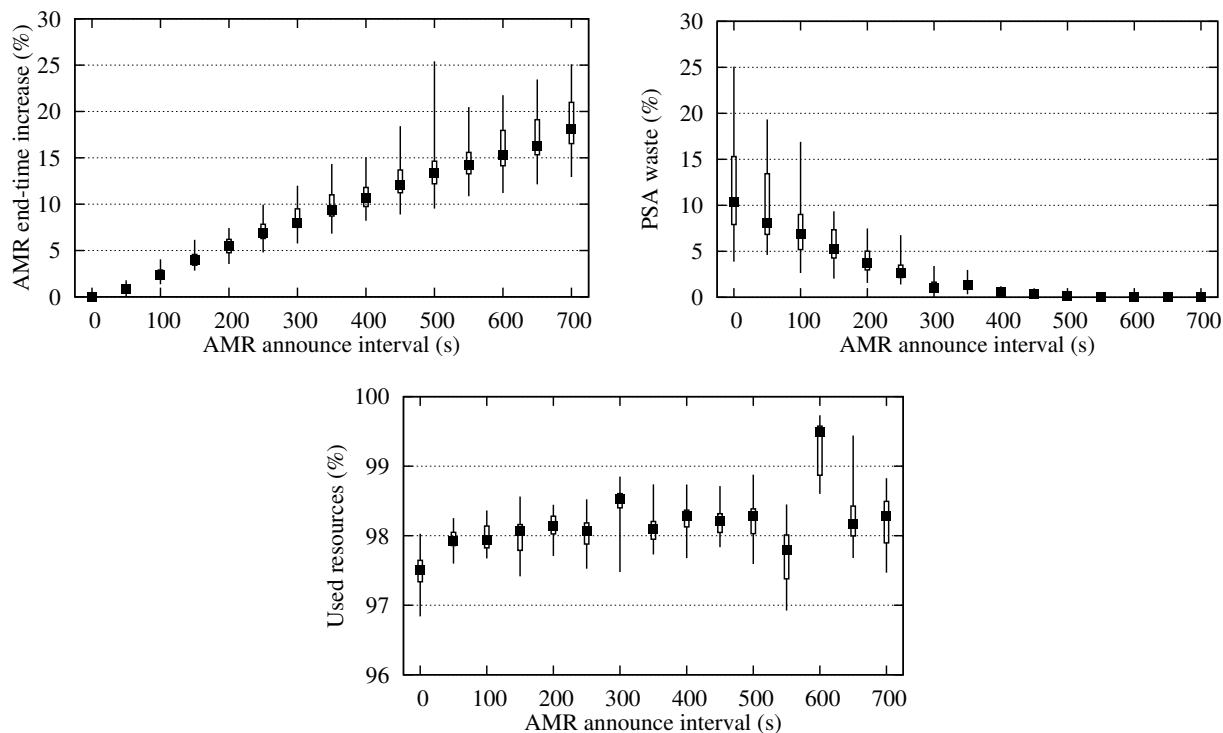 AMR end-time increase (%)
30
25
20
15
10
5
0
0 100 200 300 400 500 600 700
AMR announce interval (s)
PSA waste (%)
30
25
20
15
10
5
0
0 100 200 300 400 500 600 700
AMR announce interval (s)
Used resources (%)
100
99
98
97
96
0 100 200 300 400 500 600 700
AMR announce interval (s)